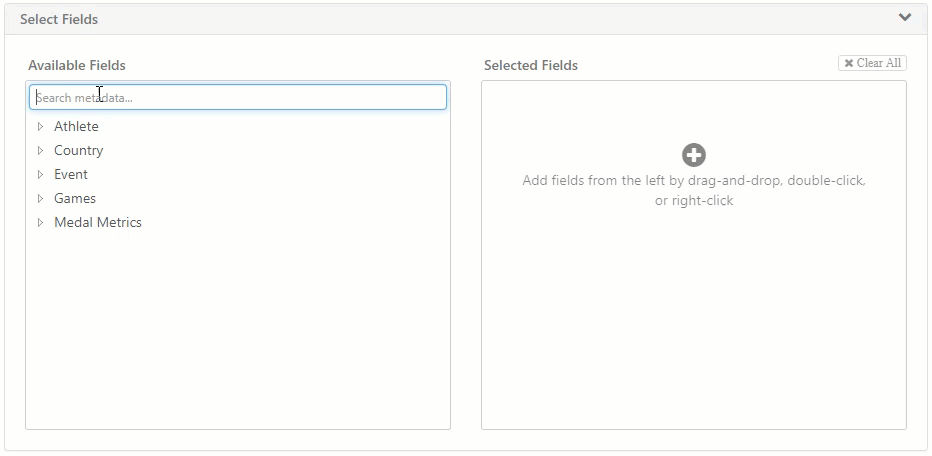 Select Fields
Available Fields
Search metadata...
Athlete
Country
Event
Games
Medal Metrics
Selected Fields
Clear All
Add fields from the left by drag-and-drop, double-click,
or right-click